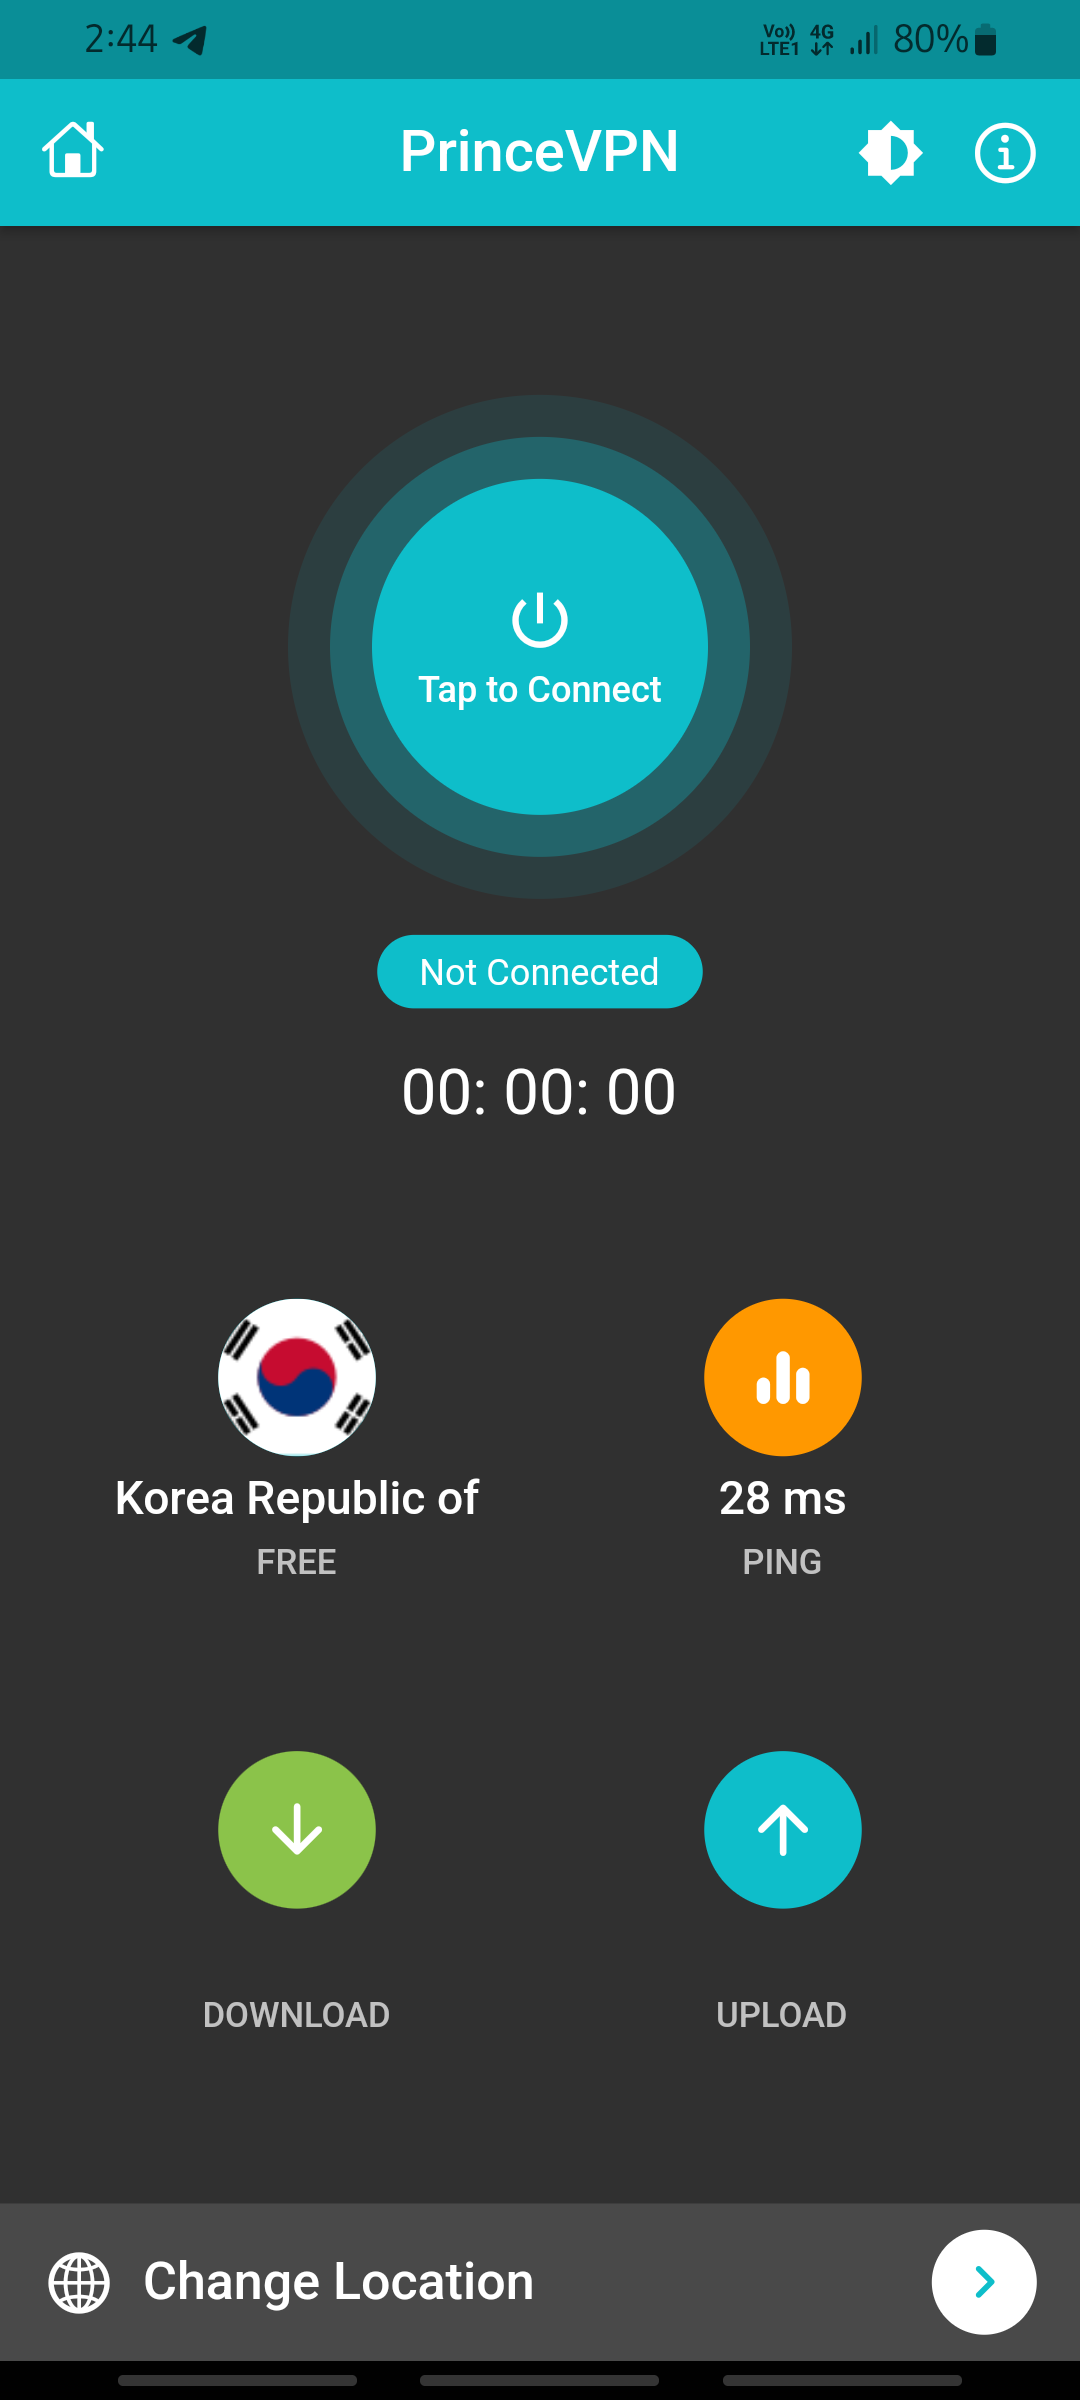 2:44
Vo)) LTE1 4G 80%
PrinceVPN
Tap to Connect
Not Connected
00: 00: 00
Korea Republic of
FREE
28 ms
PING
DOWNLOAD
UPLOAD
Change Location